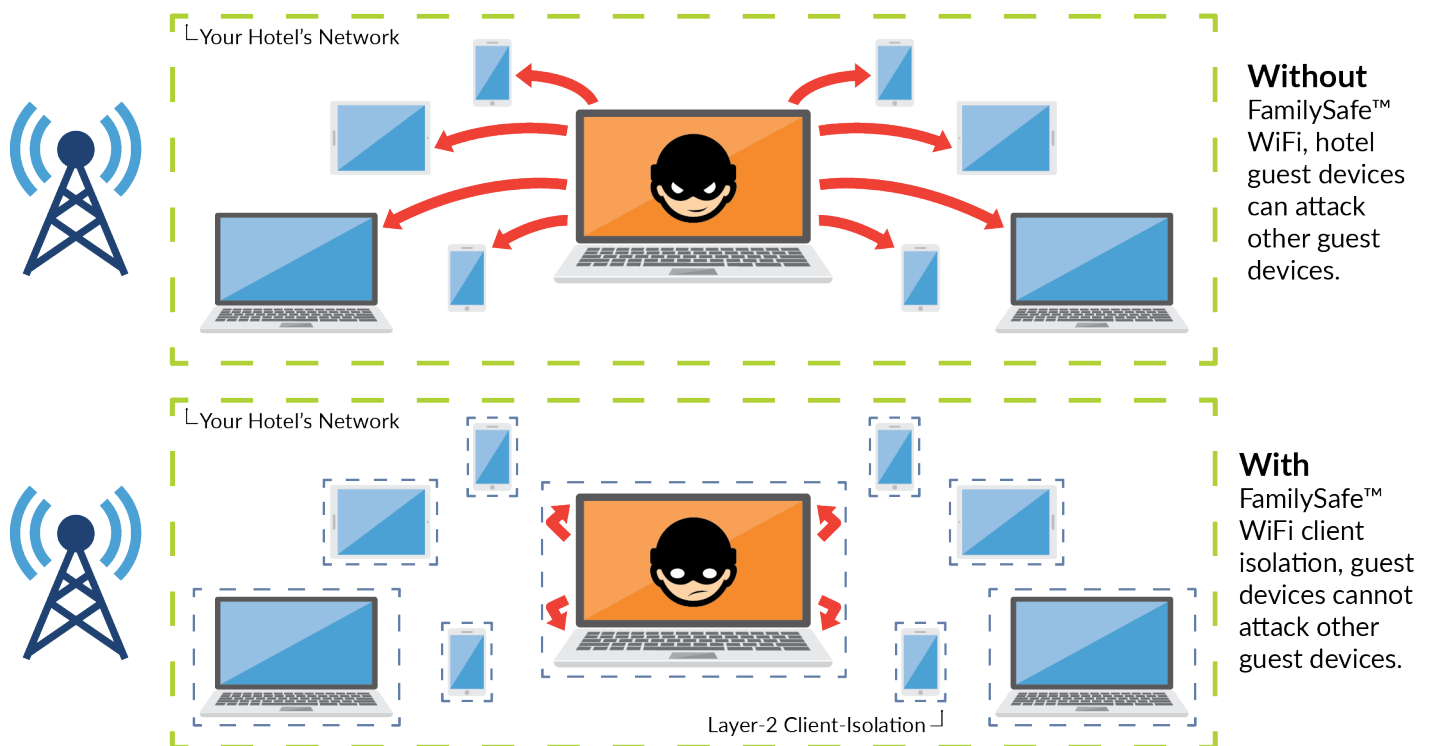 Your Hotel's Network
Without
FamilySafe™
WiFi, hotel
guest devices
can attack
other guest
devices.
Your Hotel's Network
With
FamilySafe™
WiFi client
isolation, guest
devices cannot
attack other
guest devices.
Layer-2 Client-Isolation